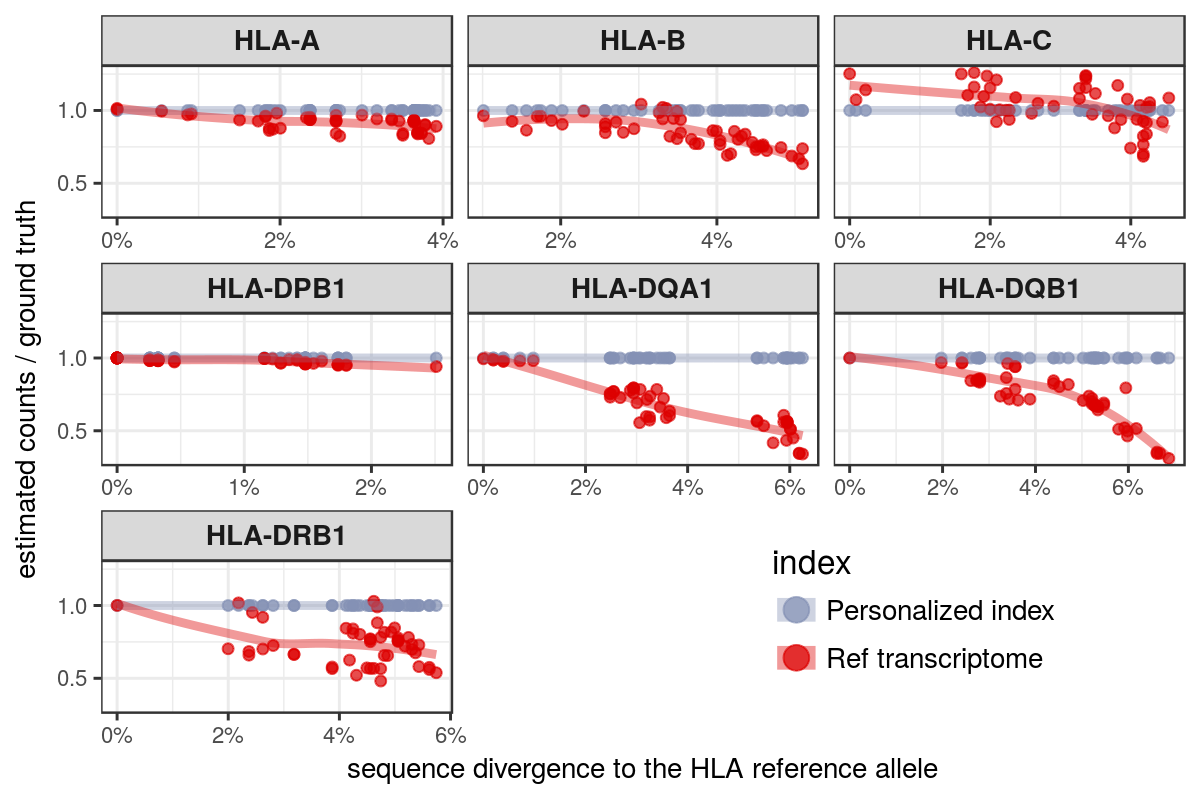 HLA-A HLA-B HLA-C
1.0
0.5
0% 2% 4% 2% 4% 0% 2% 4%
HLA-DPB1 HLA-DQA1 HLA-DQB1
1.0
0.5
0% 1% 2% 0% 2% 4% 6% 0% 2% 4% 6%
HLA-DRB1
1.0
0.5
0% 2% 4% 6%
estimated counts / ground truth
sequence divergence to the HLA reference allele
index
Personalized index
Ref transcriptome